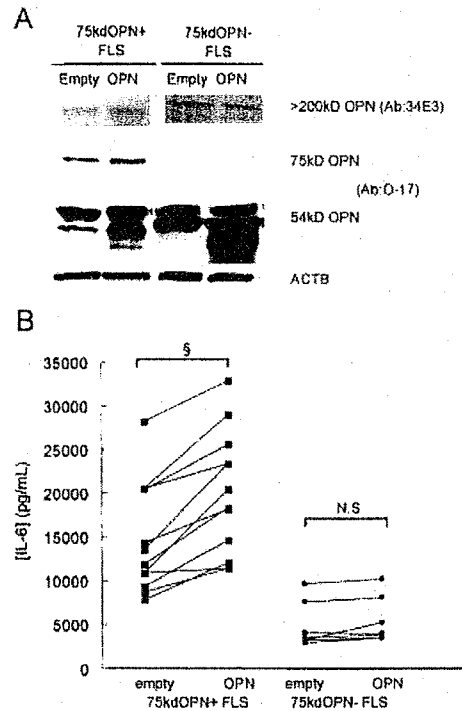 A
75kdOPN+ FLS
75kdOPN- FLS
Empty OPN Empty OPN
>200kD OPN (Ab:34E3)
75kD OPN
(Ab:O-17)
54kD OPN
ACTB
B
[IL-6] (pg/mL)
35000
30000
25000
20000
15000
10000
5000
0
§
N.S
empty OPN empty OPN
75kdOPN+ FLS 75kdOPN- FLS